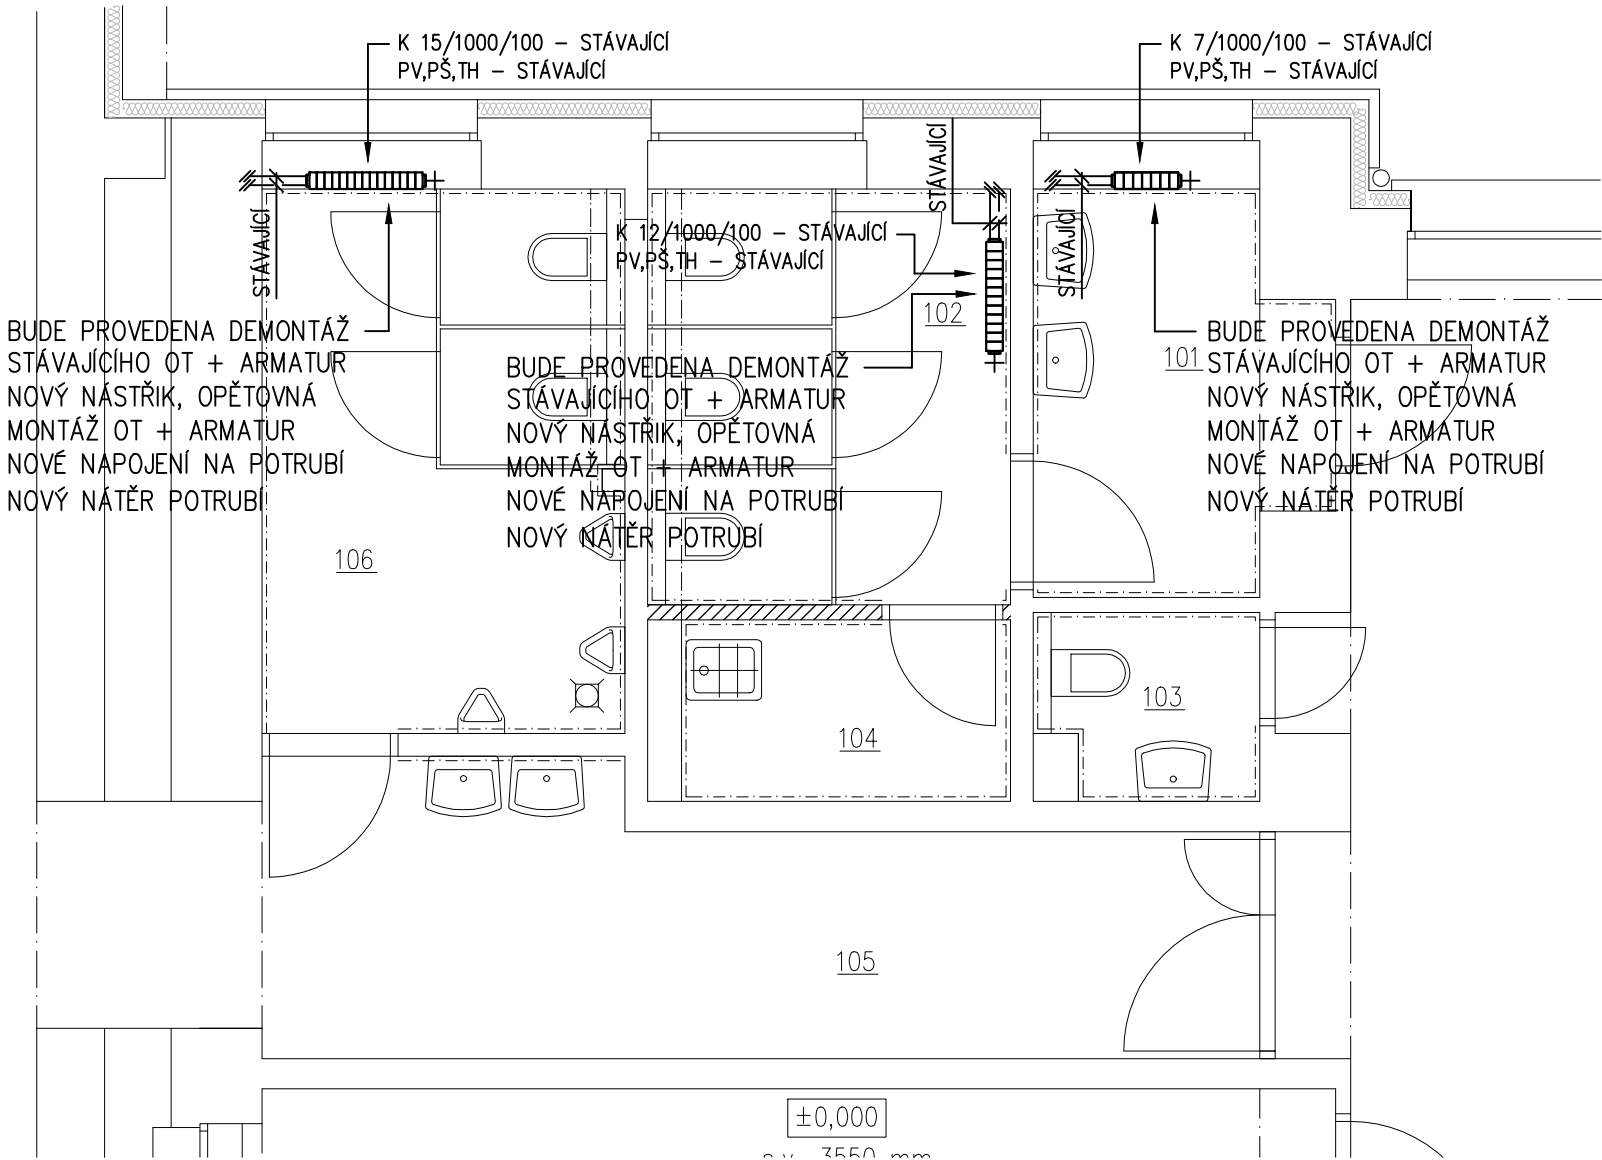 K 15/1000/100 – STÁVAJÍCÍ
PV,PŠ,TH – STÁVAJÍCÍ
K 7/1000/100 – STÁVAJÍCÍ
PV,PŠ,TH – STÁVAJÍCÍ
STÁVAJÍCÍ
STÁVAJÍCÍ
STÁVAJÍCÍ
K 12/1000/100 – STÁVAJÍCÍ
PV,PŠ,TH – STÁVAJÍCÍ
102
101
BUDE PROVEDENA DEMONTÁŽ
STÁVAJÍCÍHO OT + ARMATUR
NOVÝ NÁSTŘIK, OPĚTOVNÁ
MONTÁŽ OT + ARMATUR
NOVÉ NAPOJENÍ NA POTRUBÍ
NOVÝ NÁTĚR POTRUBÍ
BUDE PROVEDENA DEMONTÁŽ
STÁVAJÍCÍHO OT + ARMATUR
NOVÝ NÁSTŘIK, OPĚTOVNÁ
MONTÁŽ OT + ARMATUR
NOVÉ NAPOJENÍ NA POTRUBÍ
NOVÝ NÁTĚR POTRUBÍ
BUDE PROVEDENA DEMONTÁŽ
STÁVAJÍCÍHO OT + ARMATUR
NOVÝ NÁSTŘIK, OPĚTOVNÁ
MONTÁŽ OT + ARMATUR
NOVÉ NAPOJENÍ NA POTRUBÍ
NOVÝ NÁTĚR POTRUBÍ
106
103
104
105
±0,000
s.v. 3550 mm